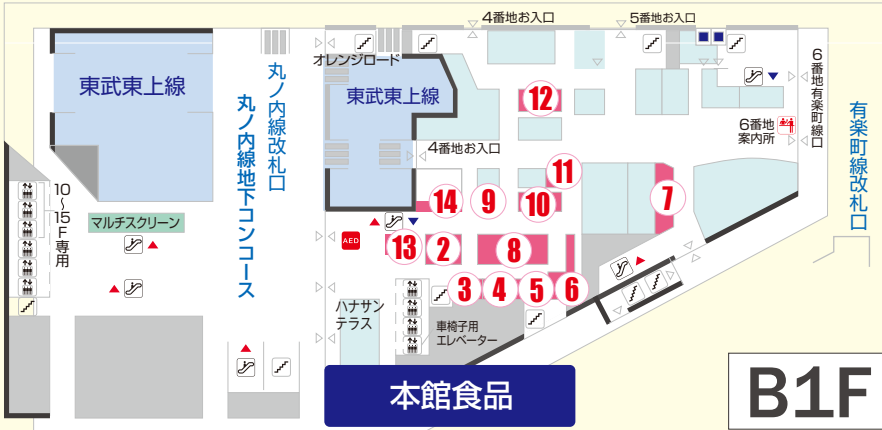 4番地お入口
5番地お入口
オレンジロード
東武東上線
東武東上線
丸ノ内線改札口
丸ノ内線地下コンコース
6番地有楽町線口
有楽町線改札口
6番地
案内所
4番地お入口
12
11
10
9
14
7
10~15F専用
マルチスクリーン
AED
13
2
8
3
4
5
6
ハナサン
テラス
車椅子用
エレベーター
本館食品
B1F